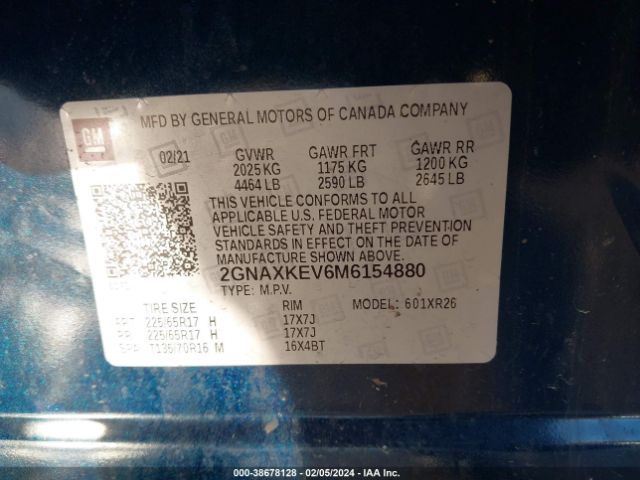 MFD BY GENERAL MOTORS OF CANADA COMPANY
GM
02/21 GVWR GAWR FRT GAWR RR
2025 KG 1175 KG 1200 KG
4464 LB 2590 LB 2645 LB
THIS VEHICLE CONFORMS TO ALL
APPLICABLE U.S. FEDERAL MOTOR
VEHICLE SAFETY AND THEFT PREVENTION
STANDARDS IN EFFECT ON THE DATE OF
MANUFACTURE SHOWN ABOVE.
2GNAXKEV6M6154880
TYPE: M.P.V.
TIRE SIZE RIM MODEL: 601XR26
FRT 225/65R17 H 17X7J
RR 225/65R17 H 17X7J
SPA T135/70R16 M 16X4BT
000-38678128 - 02/05/2024 - IAA Inc.